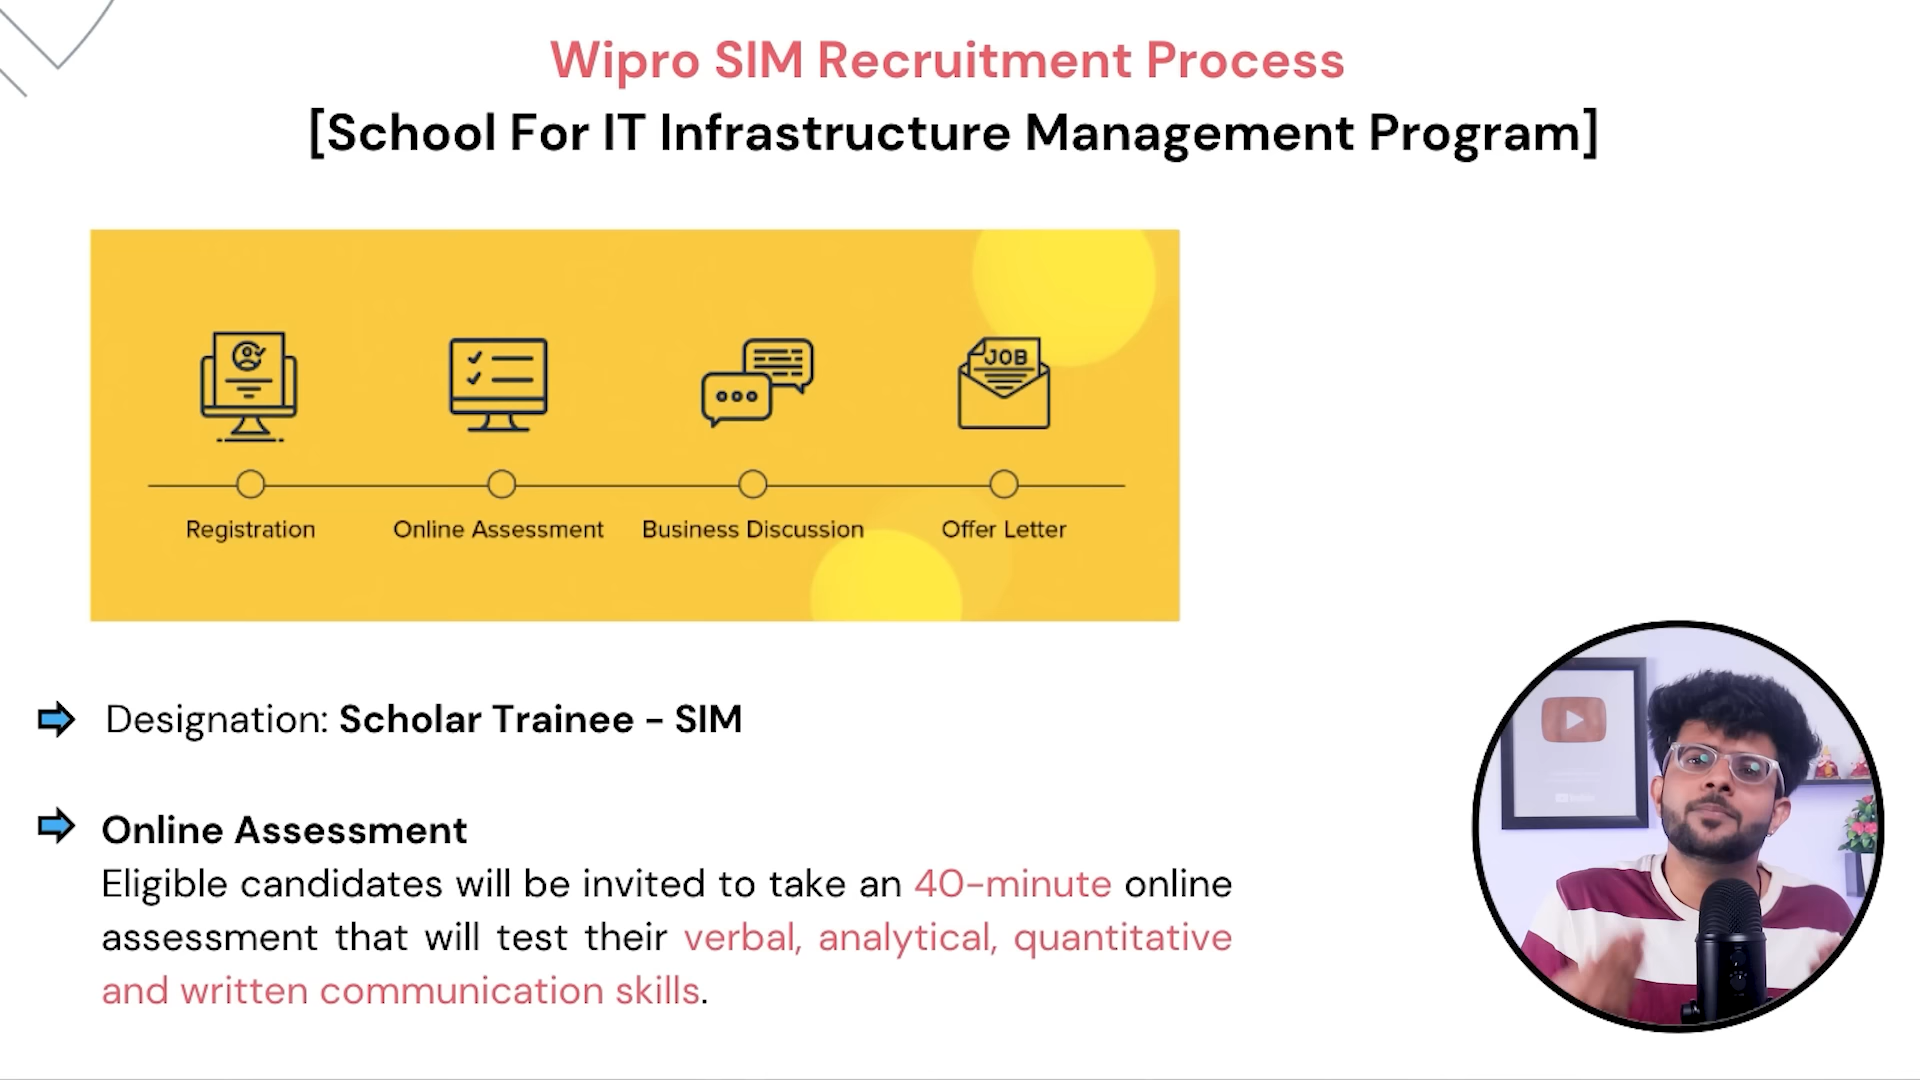 Wipro SIM Recruitment Process
[School For IT Infrastructure Management Program]
JOB
Registration
Online Assessment
Business Discussion
Offer Letter
Designation: Scholar Trainee - SIM
Online Assessment
Eligible candidates will be invited to take an 40-minute online
assessment that will test their verbal, analytical, quantitative
and written communication skills.